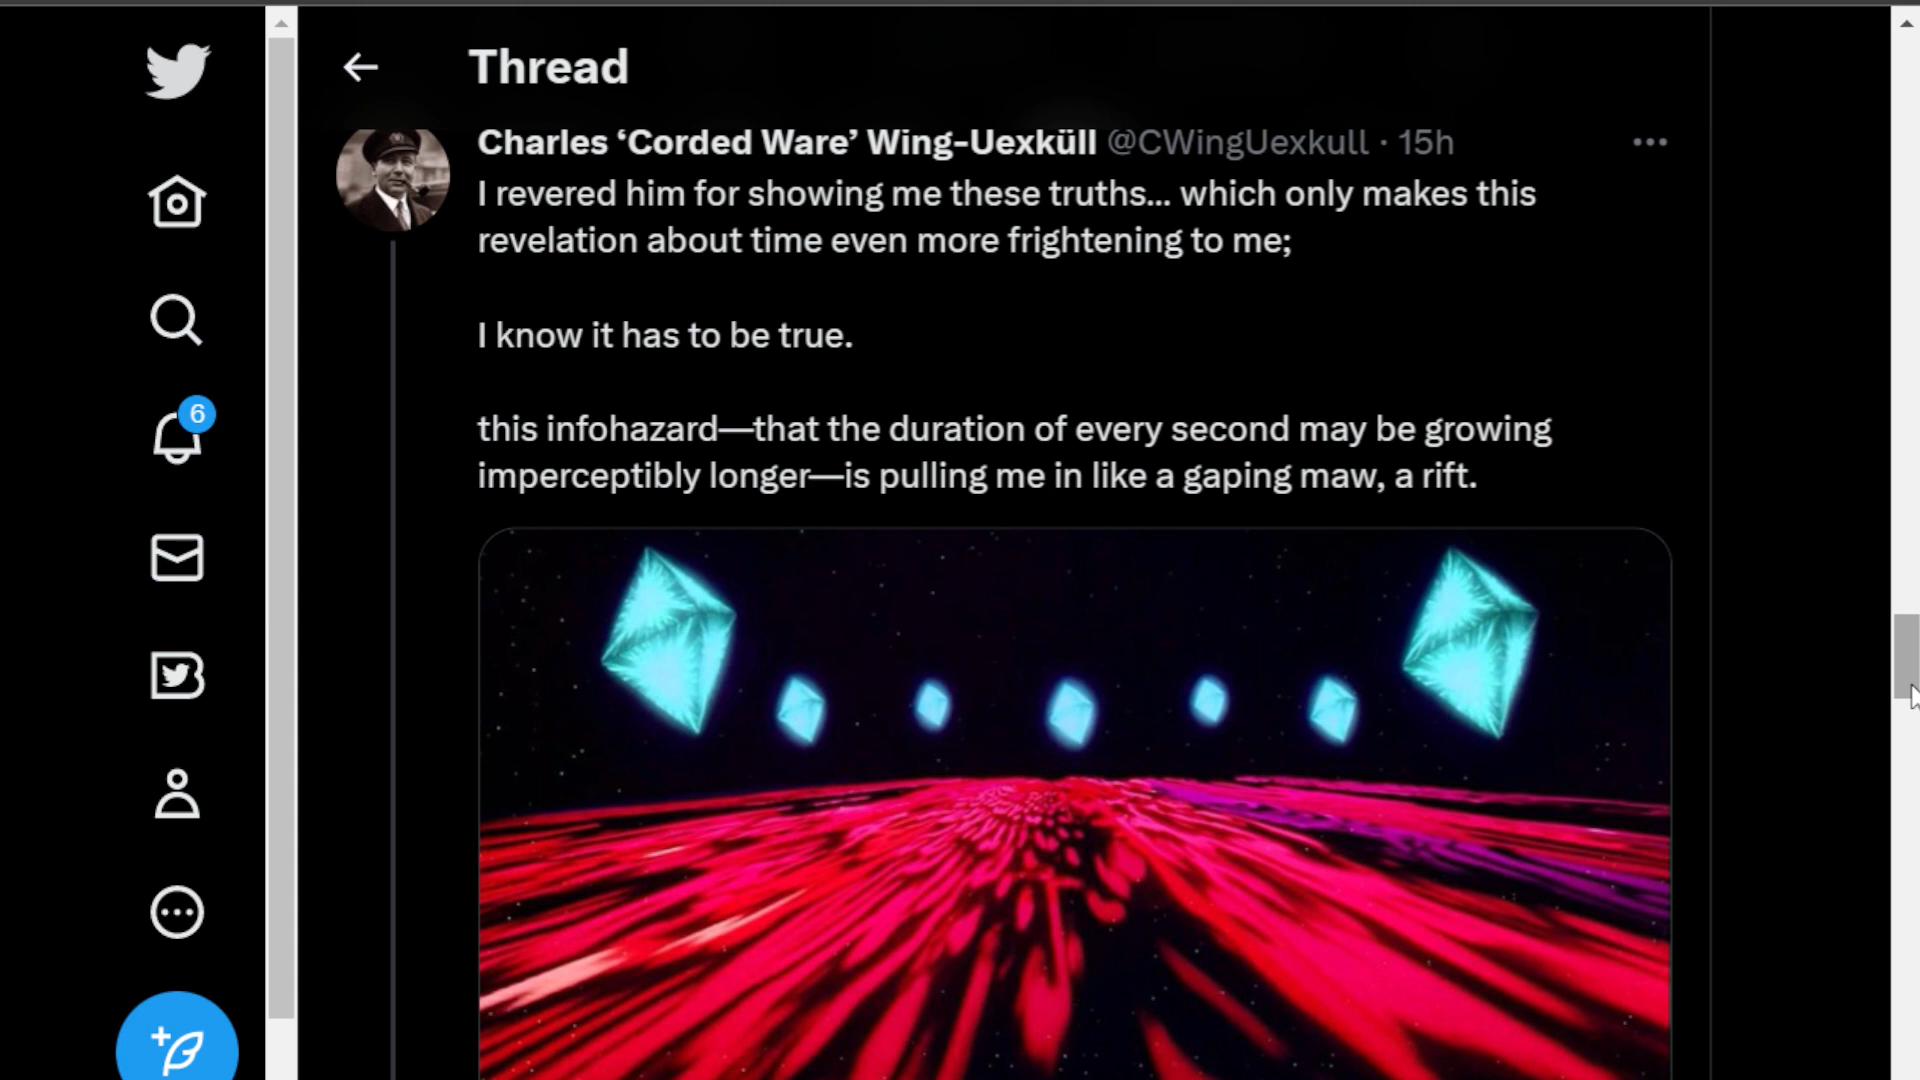 Thread
Charles ‘Corded Ware’ Wing-Uexküll @CWingUexkull · 15h
I revered him for showing me these truths... which only makes this
revelation about time even more frightening to me;
I know it has to be true.
6
this infohazard—that the duration of every second may be growing
imperceptibly longer—is pulling me in like a gaping maw, a rift.